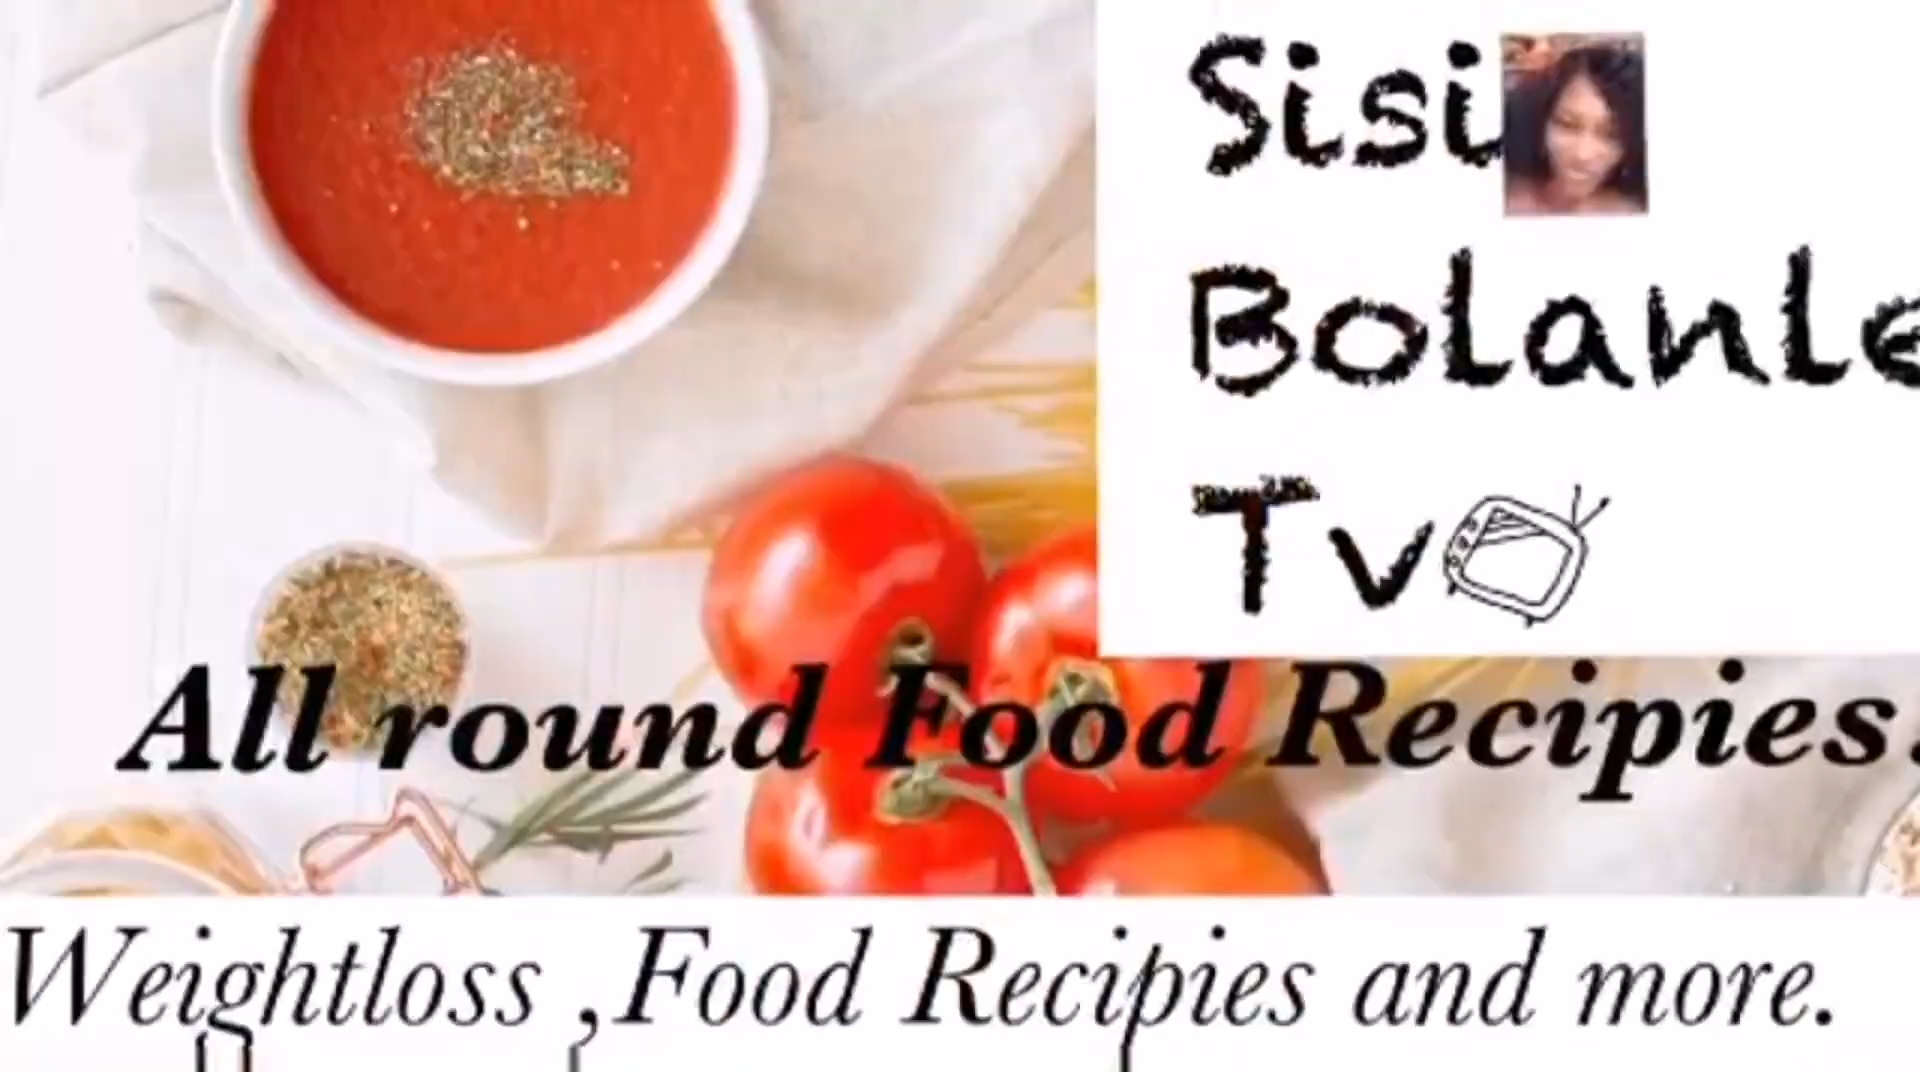 Sisi
Bolanle
Tv
All round Food Recipies.
Weightloss ,Food Recipies and more.